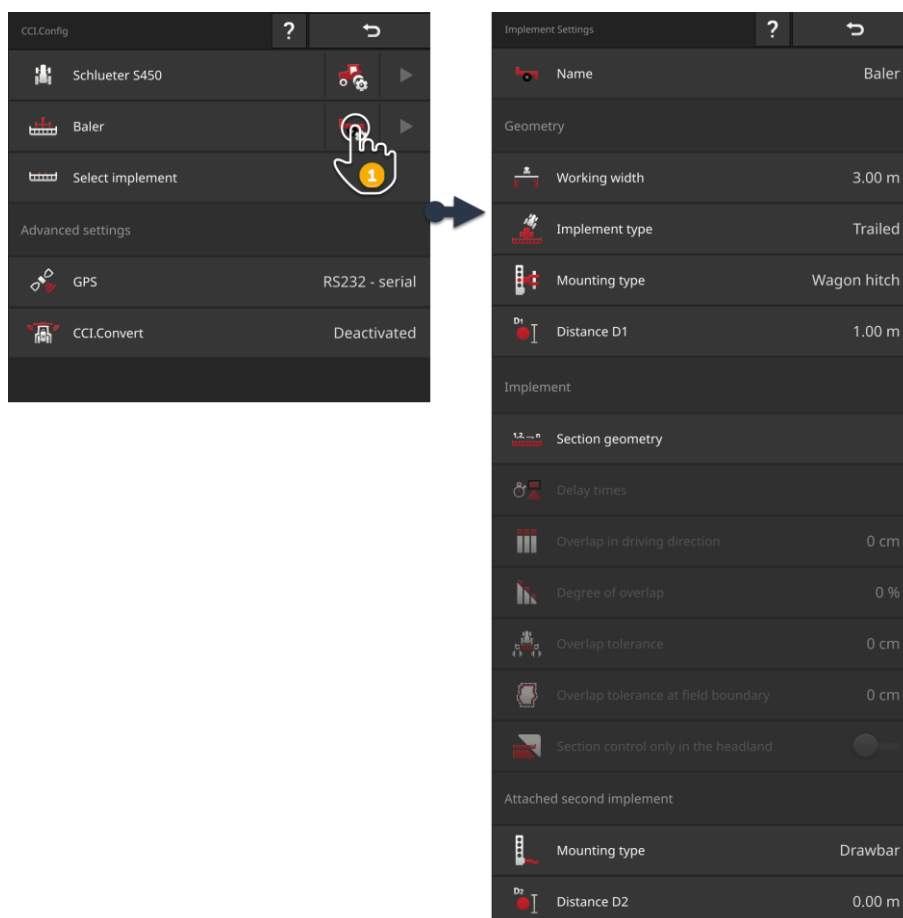 CCI.Config
?
Schlueter S450
Baler
1
Select implement
Advanced settings
GPS RS232 - serial
CCI.Convert Deactivated
Implement Settings
?
Name Baler
Geometry
Working width 3.00 m
Implement type Trailed
Mounting type Wagon hitch
D1
Distance D1 1.00 m
Implement
1,2, → n
Section geometry
Delay times
Overlap in driving direction 0 cm
Degree of overlap 0 %
Overlap tolerance 0 cm
Overlap tolerance at field boundary 0 cm
Section control only in the headland
Attached second implement
Mounting type Drawbar
D2
Distance D2 0.00 m